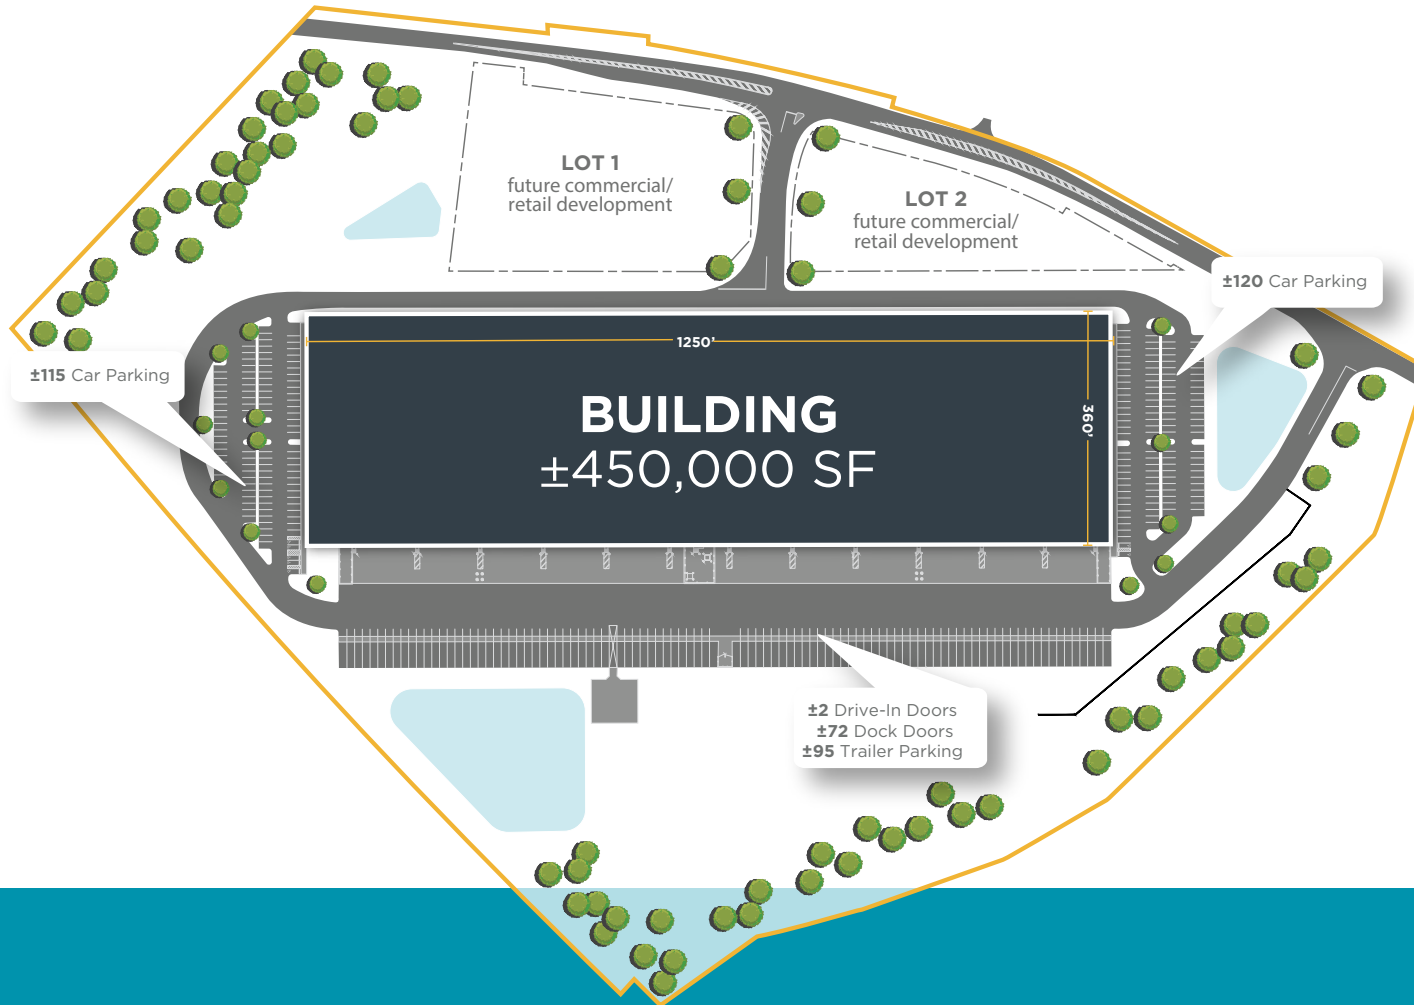 LOT 1
future commercial/
retail development
LOT 2
future commercial/
retail development
±120 Car Parking
1250'
±115 Car Parking
360'
BUILDING
±450,000 SF
±2 Drive-In Doors
±72 Dock Doors
±95 Trailer Parking